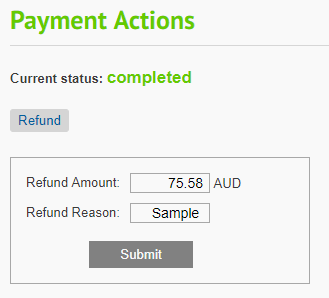 Payment Actions
Current status: completed
Refund
Refund Amount: 75.58 AUD
Refund Reason: Sample
Submit